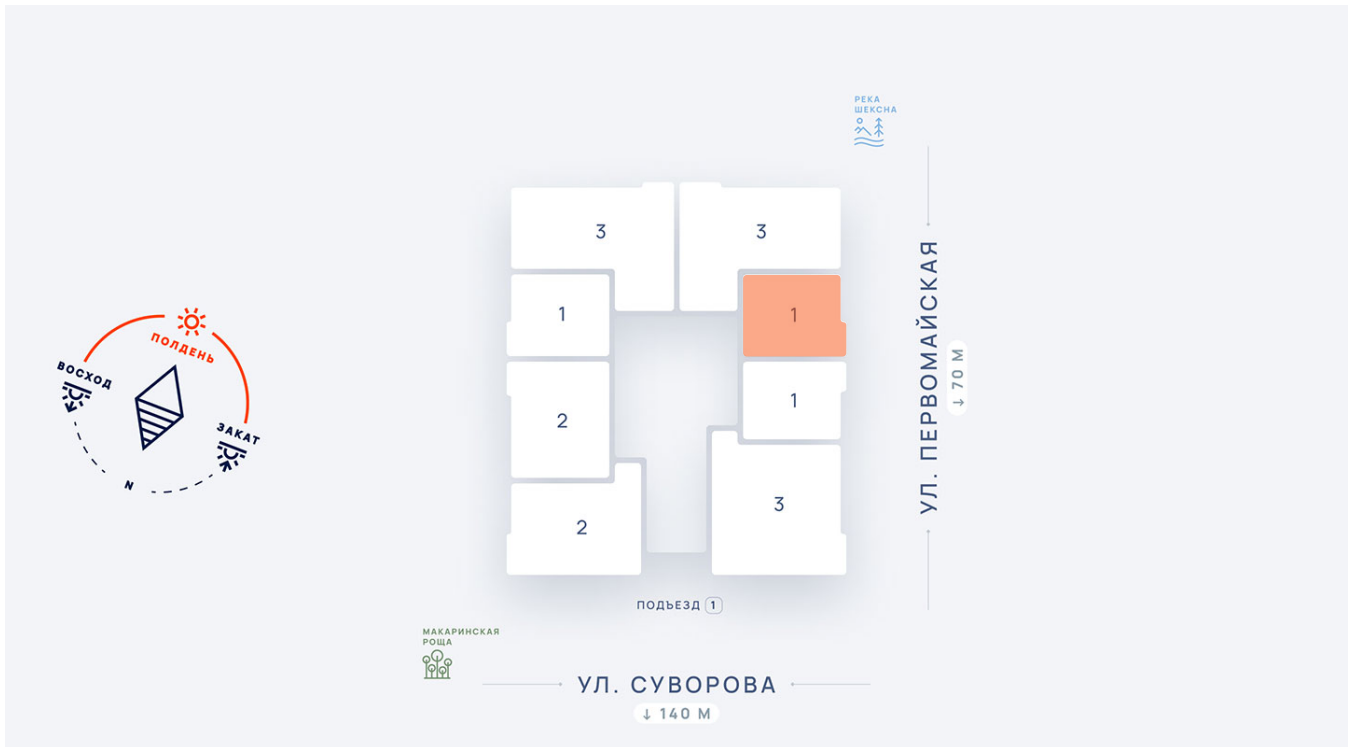 РЕКА
ШЕКСНА
3
3
1
1
УЛ. ПЕРВОМАЙСКАЯ
↓ 70 М
ПОЛДЕНЬ
ВОСХОД
ЗАКАТ
N
1
2
3
2
ПОДЪЕЗД 1
МАКАРИНСКАЯ
РОЩА
УЛ. СУВОРОВА
↓ 140 М